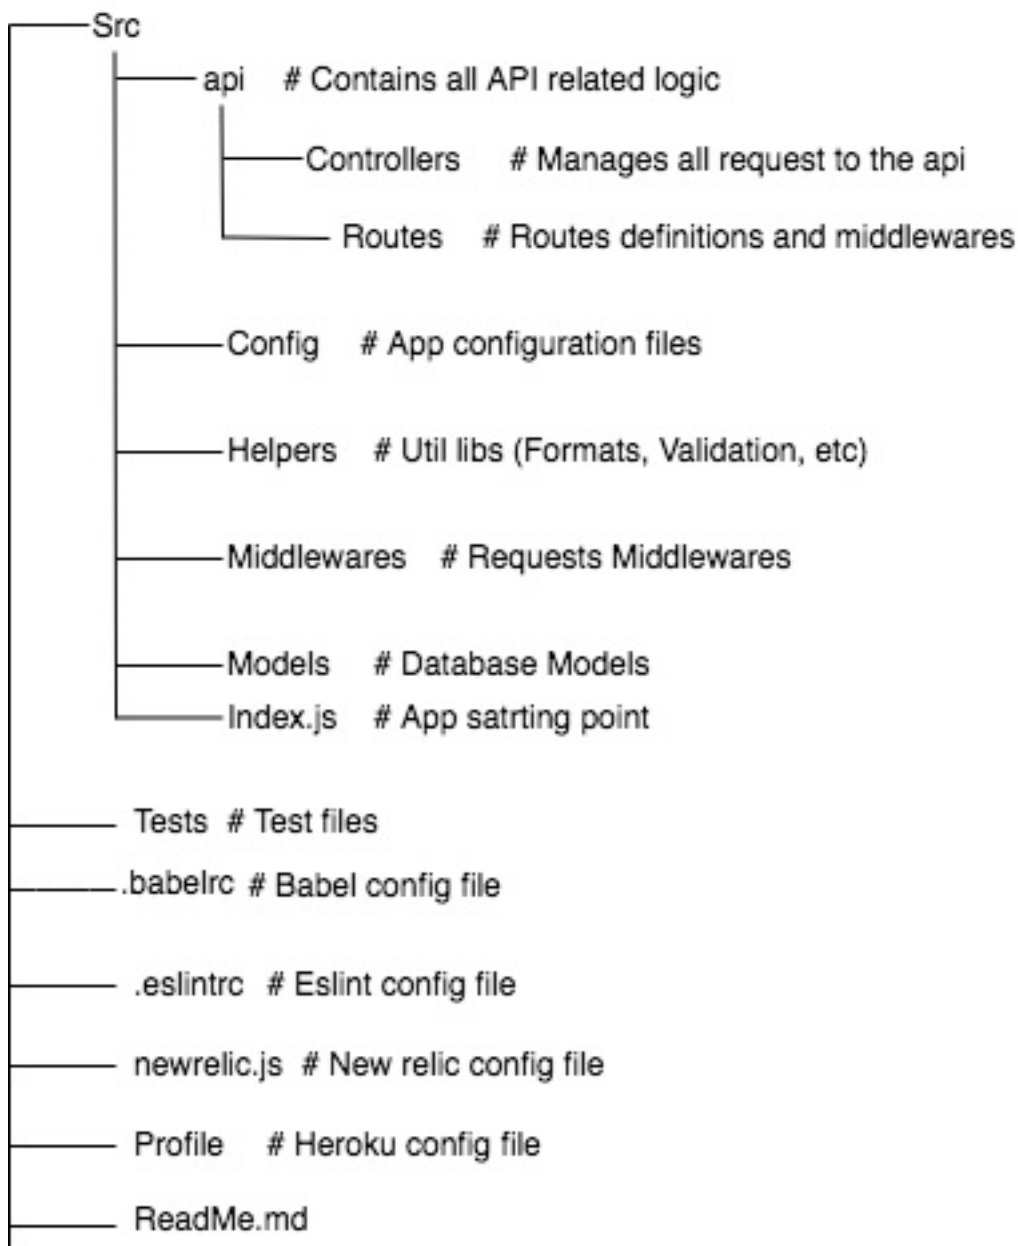 Src
api # Contains all API related logic
Controllers # Manages all request to the api
Routes # Routes definitions and middlewares
Config # App configuration files
Helpers # Util libs (Formats, Validation, etc)
Middlewares # Requests Middlewares
Models # Database Models
Index.js # App satrting point
Tests # Test files
.babelrc # Babel config file
.eslintrc # Eslint config file
newrelic.js # New relic config file
Profile # Heroku config file
ReadMe.md